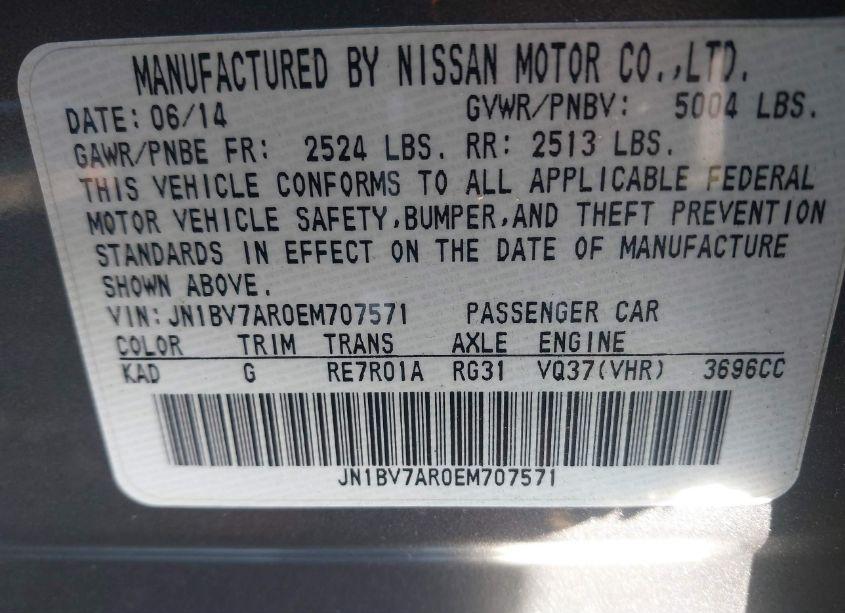 MANUFACTURED BY NISSAN MOTOR CO.,LTD.
DATE: 06/14 GVWR/PNBV: 5004 LBS.
GAWR/PNBE FR: 2524 LBS. RR: 2513 LBS.
THIS VEHICLE CONFORMS TO ALL APPLICABLE FEDERAL
MOTOR VEHICLE SAFETY,BUMPER,AND THEFT PREVENTION
STANDARDS IN EFFECT ON THE DATE OF MANUFACTURE
SHOWN ABOVE.
VIN: JN1BV7AR0EM707571 PASSENGER CAR
COLOR TRIM TRANS AXLE ENGINE
KAD G RE7R01A RG31 VQ37(VHR) 3696CC
JN1BV7AR0EM707571